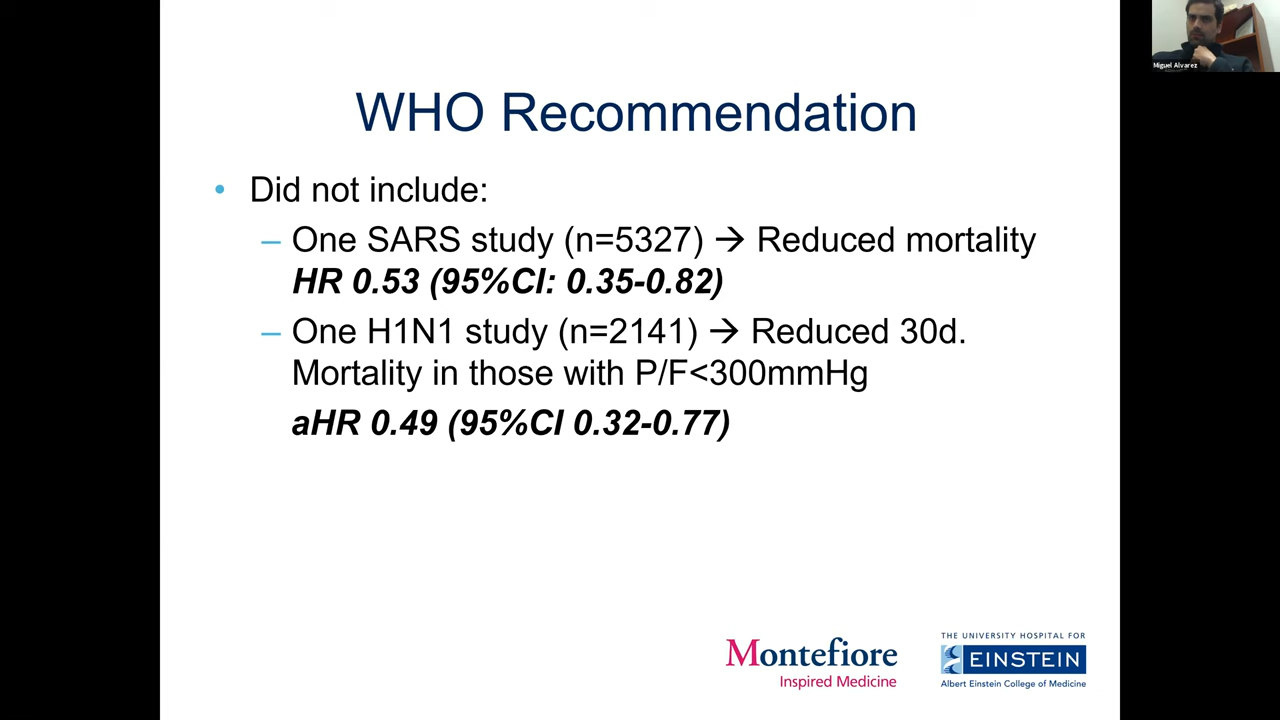 Miguel Alvarez
WHO Recommendation
• Did not include:
– One SARS study (n=5327) → Reduced mortality
HR 0.53 (95%CI: 0.35-0.82)
– One H1N1 study (n=2141) → Reduced 30d.
Mortality in those with P/F<300mmHg
aHR 0.49 (95%CI 0.32-0.77)
Montefiore
Inspired Medicine
THE UNIVERSITY HOSPITAL FOR
EINSTEIN
Albert Einstein College of Medicine